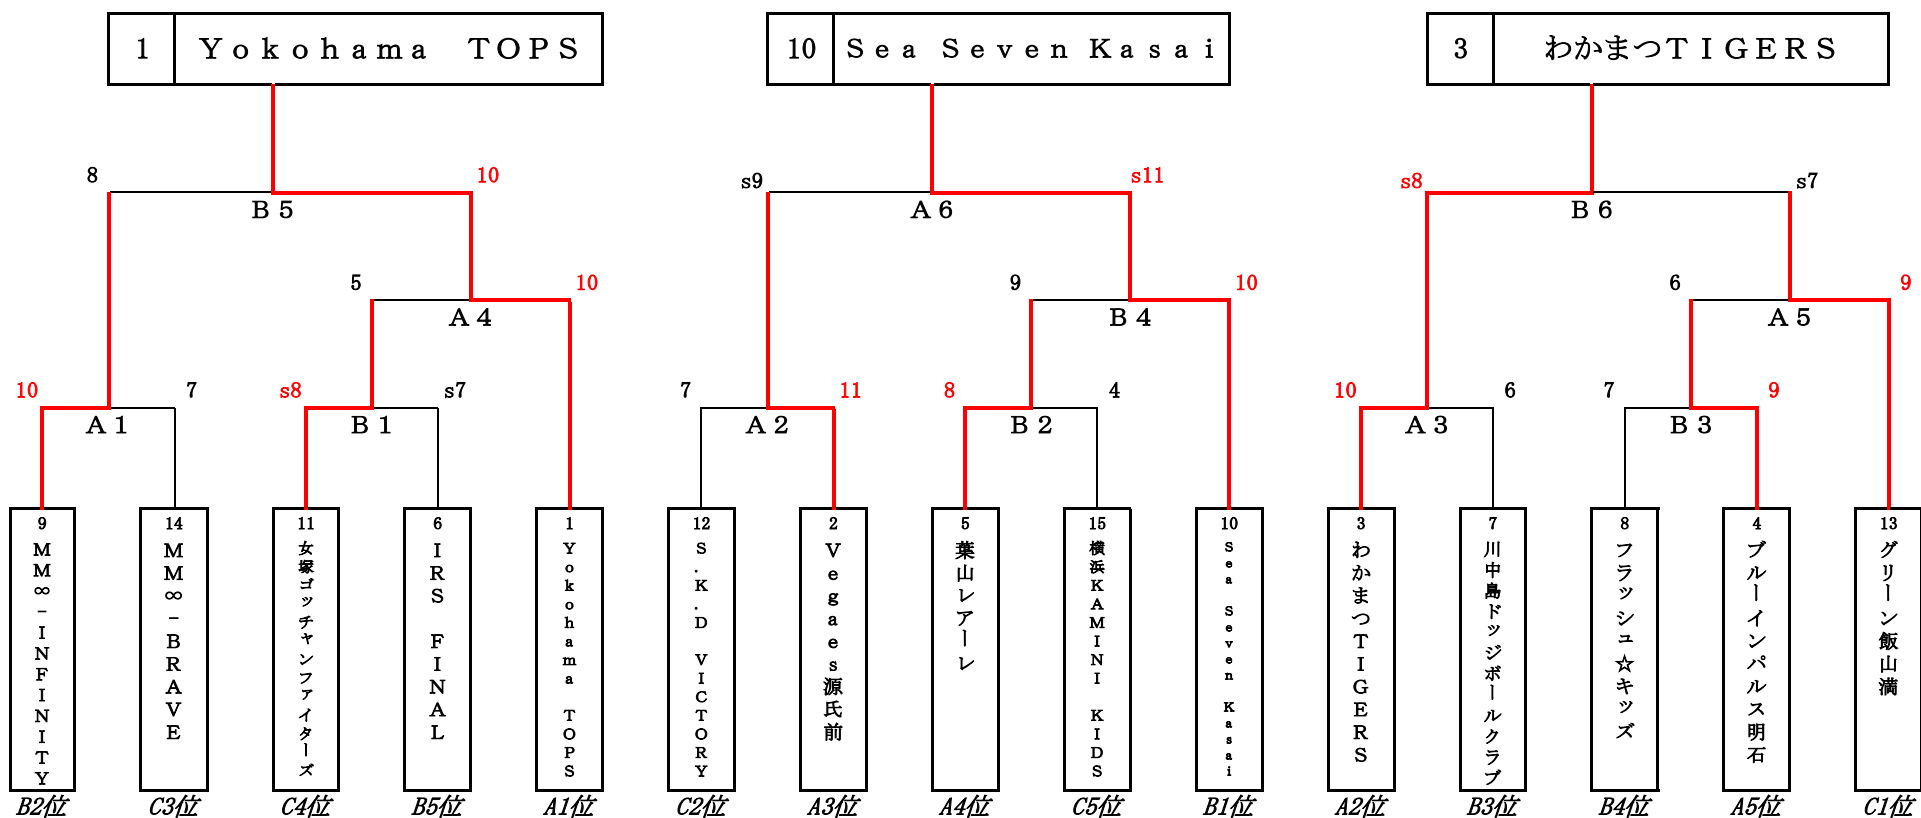 1 Yokohama TOPS
10 Sea Seven Kasai
3 わかまつTIGERS
8 10 s9 s11 s8 s7
B5 A6 B6
5 10 9 10 6 9
A4 B4 A5
10 7 s8 s7 7 11 8 4 10 6 7 9
A1 B1 A2 B2 A3 B3
9 MM∞-INFINITY
14 MM∞-BRAVE
11 女塚ゴッチャンファイターズ
6 IRS FINAL
1 Yokohama TOPS
12 S.K.D VICTORY
2 Vegaes源氏前
5 葉山レアーレ
15 横浜KAMINI KIDS
10 Sea Seven Kasai
3 わかまつTIGERS
7 川中島ドッジボールクラブ
8 フラッシュ☆キッズ
4 ブルーインパルス明石
13 グリーン飯山満
B2位 C3位 C4位 B5位 A1位 C2位 A3位 A4位 C5位 B1位 A2位 B3位 B4位 A5位 C1位